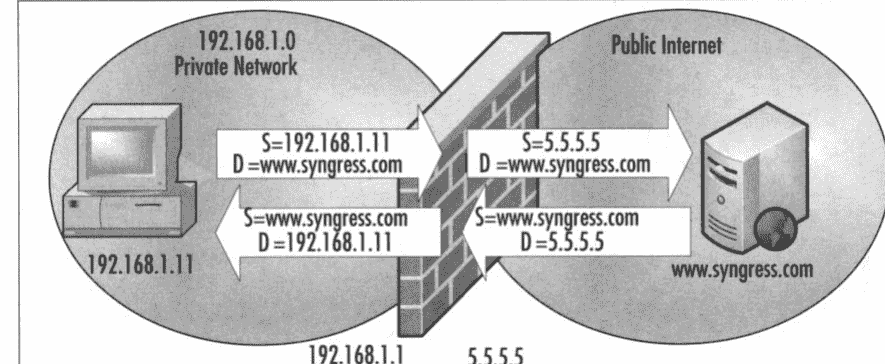 192.168.1.0
Private Network
Public Internet
S=192.168.1.11
D =www.syngress.com
S=5.5.5.5
D =www.syngress.com
S=www.syngress.com
D =192.168.1.11
S=www.syngress.com
D=5.5.5.5
192.168.1.11
www.syngress.com
192.168.1.1
5.5.5.5